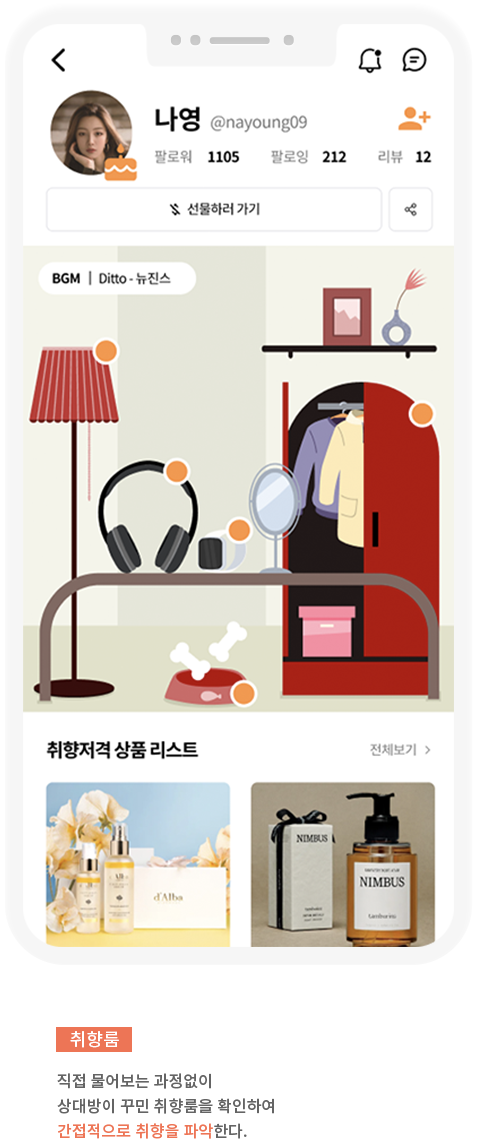 나영 @nayoung09
팔로워 1105 팔로잉 212 리뷰 12
선물하러 가기
BGM | Ditto - 뉴진스
취향저격 상품 리스트 전체보기 >
d'Alba
NIMBUS
NIMBUS
tamburins
취향룸
직접 물어보는 과정없이
상대방이 꾸민 취향룸을 확인하여
간접적으로 취향을 파악한다.